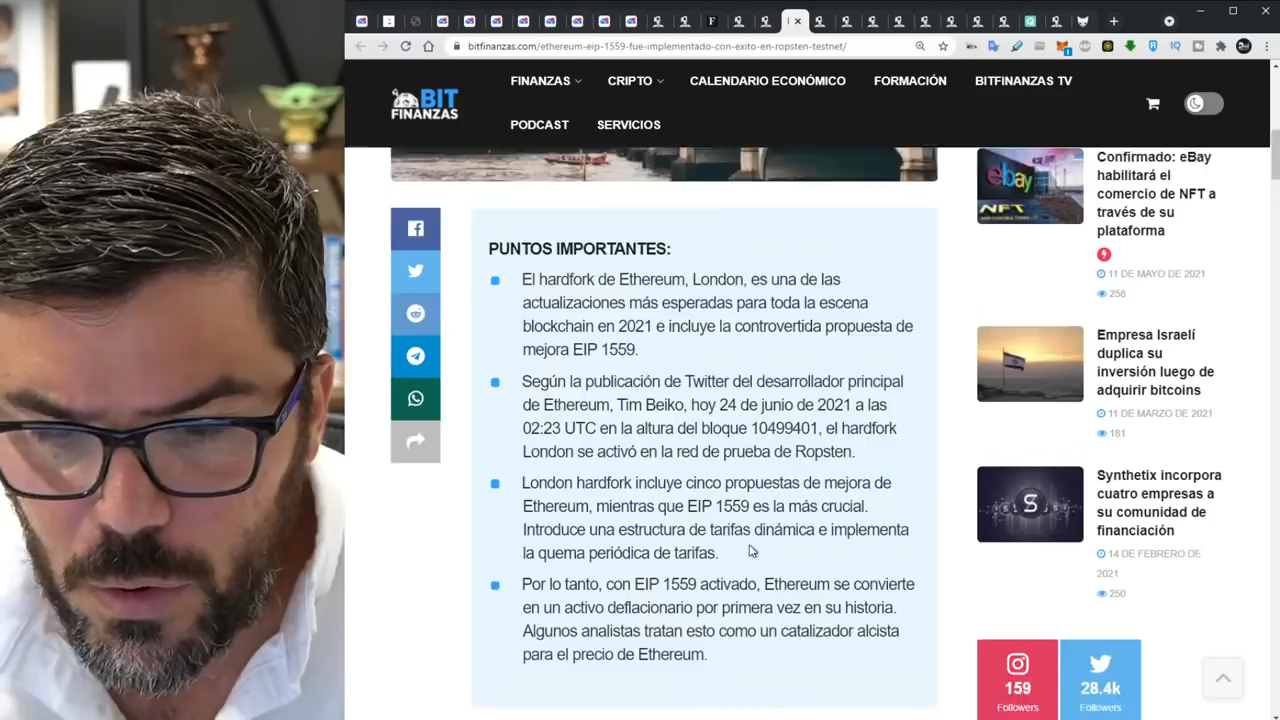 bitfinanzas.com/ethereum-eip-1559-fue-implementado-con-exito-en-ropsten-testnet/
BIT
FINANZAS
FINANZAS
CRIPTO
CALENDARIO ECONÓMICO
FORMACIÓN
BITFINANZAS TV
PODCAST
SERVICIOS
PUNTOS IMPORTANTES:
El hardfork de Ethereum, London, es una de las
actualizaciones más esperadas para toda la escena
blockchain en 2021 e incluye la controvertida propuesta de
mejora EIP 1559.
Según la publicación de Twitter del desarrollador principal
de Ethereum, Tim Beiko, hoy 24 de junio de 2021 a las
02:23 UTC en la altura del bloque 10499401, el hardfork
London se activó en la red de prueba de Ropsten.
London hardfork incluye cinco propuestas de mejora de
Ethereum, mientras que EIP 1559 es la más crucial.
Introduce una estructura de tarifas dinámica e implementa
la quema periódica de tarifas.
Por lo tanto, con EIP 1559 activado, Ethereum se convierte
en un activo deflacionario por primera vez en su historia.
Algunos analistas tratan esto como un catalizador alcista
para el precio de Ethereum.
ebay
NFT
Confirmado: eBay
habilitará el
comercio de NFT a
través de su
plataforma
11 DE MAYO DE 2021
258
Empresa Israelí
duplica su
inversión luego de
adquirir bitcoins
11 DE MARZO DE 2021
181
Synthetix incorpora
cuatro empresas a
su comunidad de
financiación
14 DE FEBRERO DE
2021
250
159
Followers
28.4k
Followers